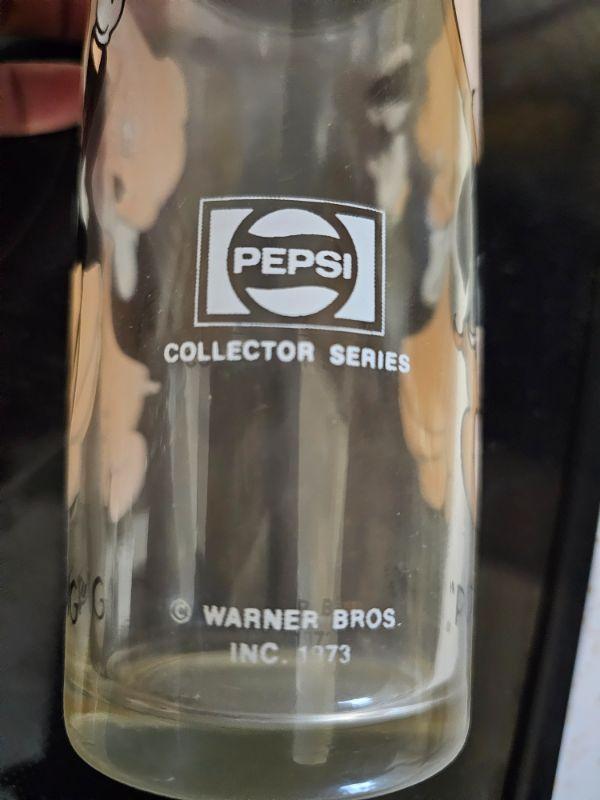 PEPSI
COLLECTOR SERIES
© WARNER BROS.
INC. 1973